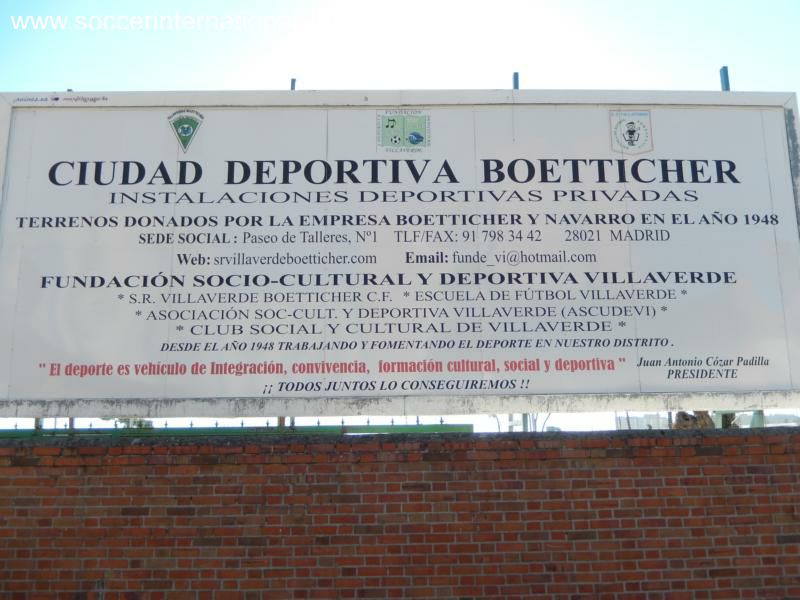 www.soccerinternational
FUNDACION
VILLAVERDE
CIUDAD DEPORTIVA BOETTICHER
INSTALACIONES DEPORTIVAS PRIVADAS
TERRENOS DONADOS POR LA EMPRESA BOETTICHER Y NAVARRO EN EL AÑO 1948
SEDE SOCIAL : Paseo de Talleres, Nº1 TLF/FAX: 91 798 34 42 28021 MADRID
Web: srvillaverdeboetticher.com Email: funde_vi@hotmail.com
FUNDACIÓN SOCIO-CULTURAL Y DEPORTIVA VILLAVERDE
* S.R. VILLAVERDE BOETTICHER C.F. * ESCUELA DE FÚTBOL VILLAVERDE *
* ASOCIACIÓN SOC-CULT. Y DEPORTIVA VILLAVERDE (ASCUDEVI) *
* CLUB SOCIAL Y CULTURAL DE VILLAVERDE *
DESDE EL AÑO 1948 TRABAJANDO Y FOMENTANDO EL DEPORTE EN NUESTRO DISTRITO .
" El deporte es vehículo de Integración, convivencia, formación cultural, social y deportiva " Juan Antonio Cózar Padilla
PRESIDENTE
¡¡ TODOS JUNTOS LO CONSEGUIREMOS !!